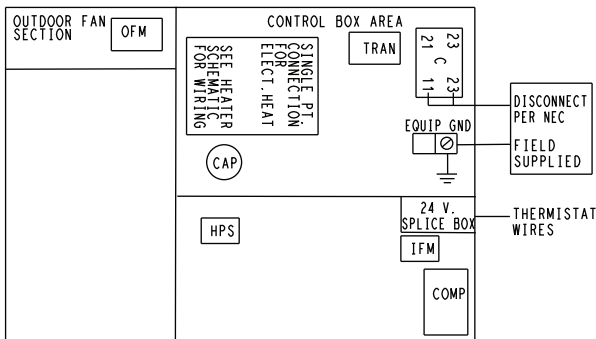 OUTDOOR FAN
SECTION
OFM
CONTROL BOX AREA
TRAN
SINGLE PT.
CONNECTION
FOR
ELECT. HEAT
SEE HEATER
SCHEMATIC
FOR WIRING
23
21
C
23
11
DISCONNECT
PER NEC
EQUIP GND
FIELD
SUPPLIED
CAP
24 V.
SPLICE BOX
THERMISTAT
WIRES
HPS
IFM
COMP